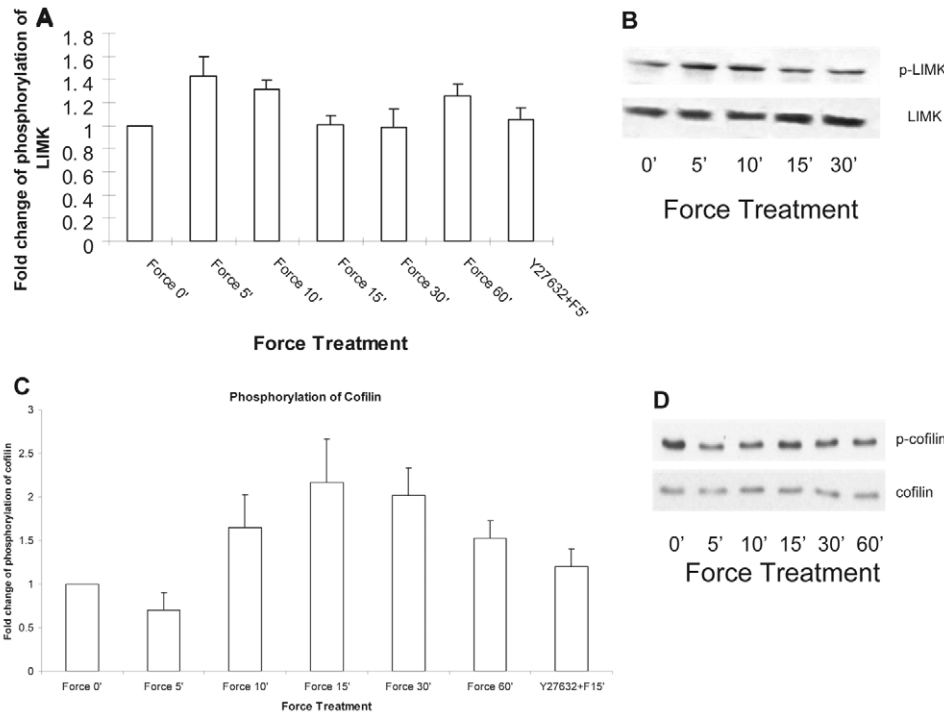 A
Fold change of phosphorylation of
LIMK
1. 8
1. 6
1. 4
1. 2
1
0. 8
0. 6
0. 4
0. 2
0
Force 0'
Force 5'
Force 10'
Force 15'
Force 30'
Force 60'
Y27632+F5'
Force Treatment
B
p-LIMK
LIMK
0' 5' 10' 15' 30'
Force Treatment
C
Phosphorylation of Cofilin
Fold change of phosphorylation of cofilin
3
2.5
2
1.5
1
0.5
0
Force 0' Force 5' Force 10' Force 15' Force 30' Force 60' Y27632+F15'
Force Treatment
D
p-cofilin
cofilin
0' 5' 10' 15' 30' 60'
Force Treatment